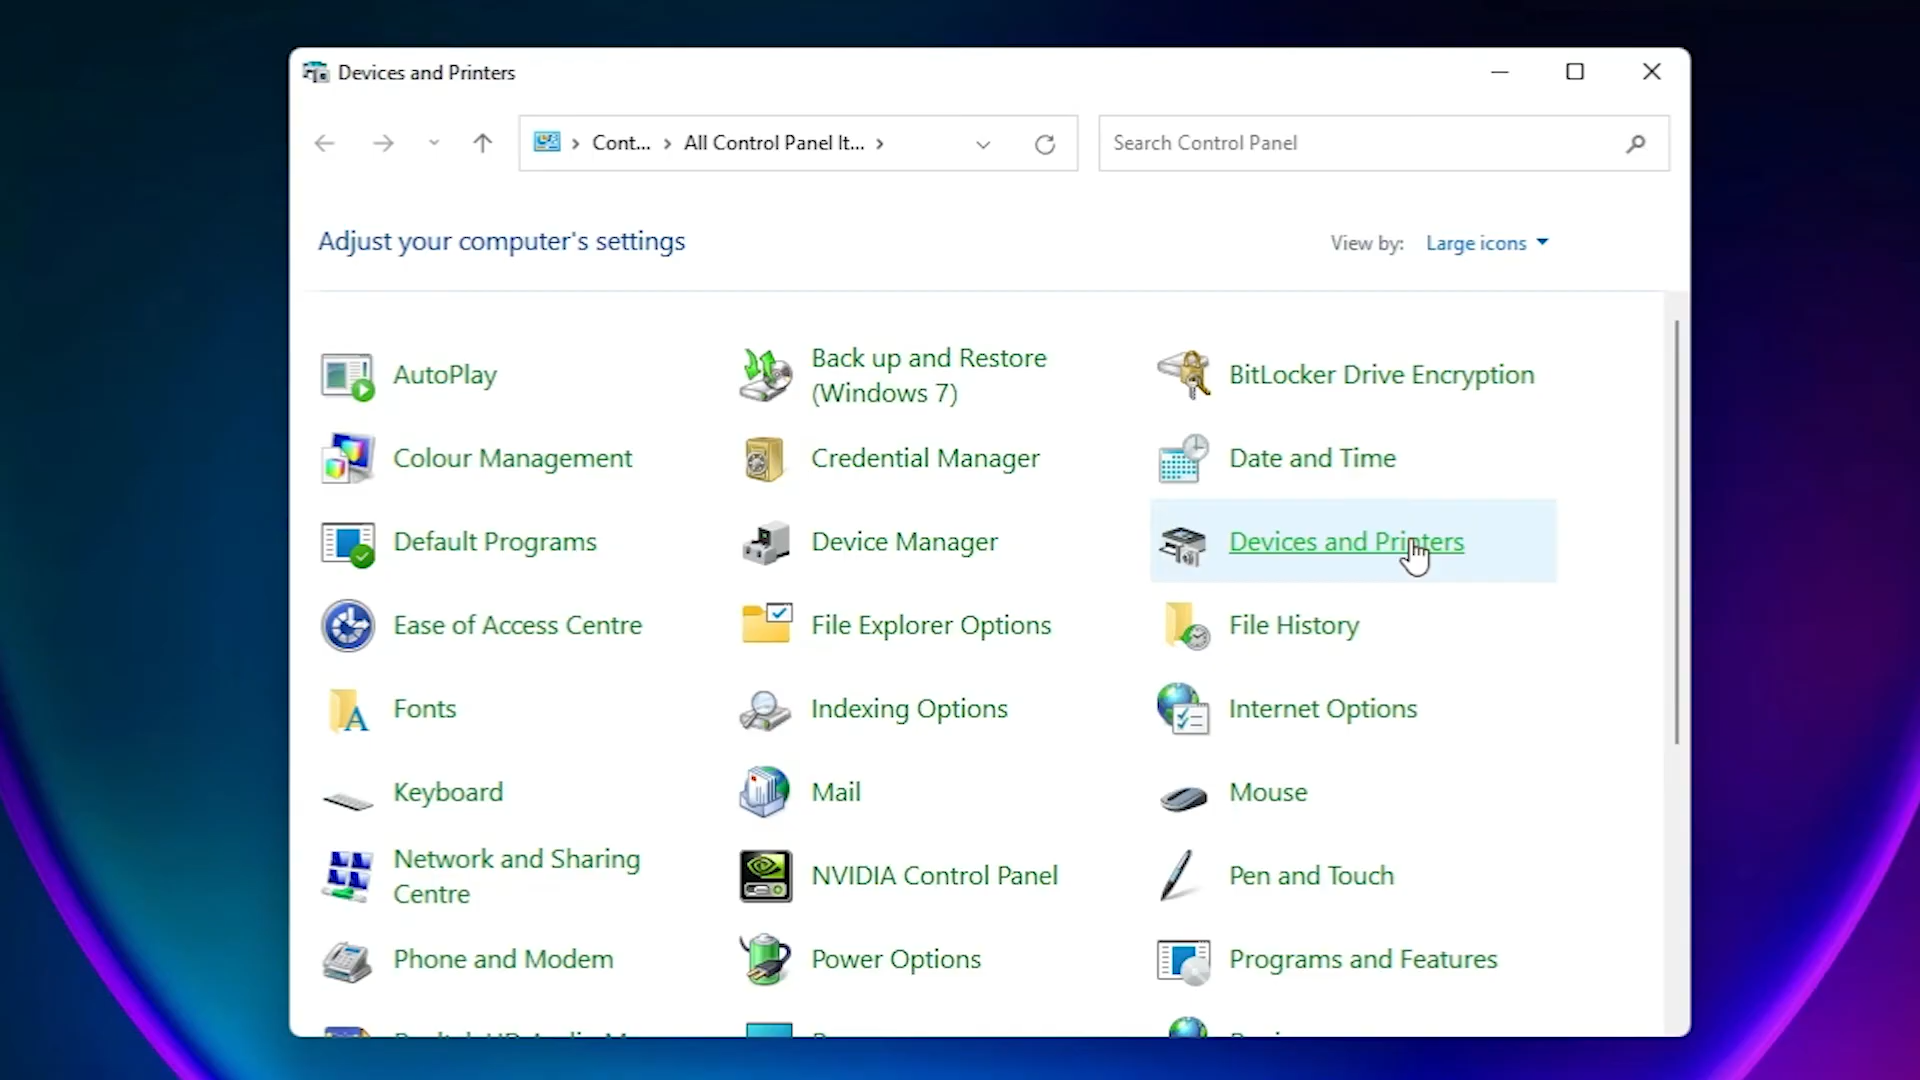 Devices and Printers
Cont... All Control Panel It...
Search Control Panel
Adjust your computer's settings
View by: Large icons
AutoPlay
Back up and Restore
(Windows 7)
BitLocker Drive Encryption
Colour Management
Credential Manager
Date and Time
Default Programs
Device Manager
Devices and Printers
Ease of Access Centre
File Explorer Options
File History
Fonts
Indexing Options
Internet Options
Keyboard
Mail
Mouse
Network and Sharing
Centre
NVIDIA Control Panel
Pen and Touch
Phone and Modem
Power Options
Programs and Features